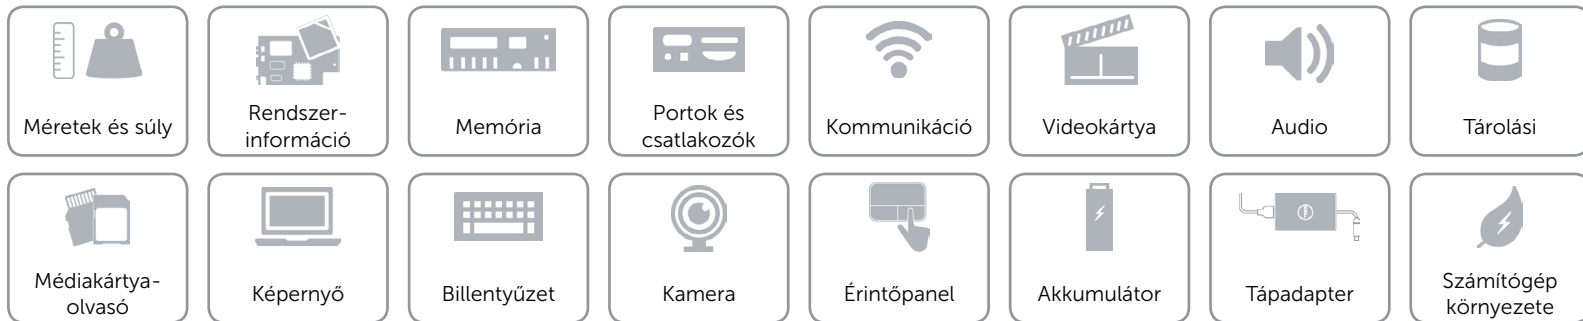 Méretek és súly
Rendszer-
információ
Memória
Portok és
csatlakozók
Kommunikáció
Videokártya
Audio
Tárolási
Médiakártya-
olvasó
Képernyő
Billentyűzet
Kamera
Érintőpanel
Akkumulátor
Tápadapter
Számítógép
környezete